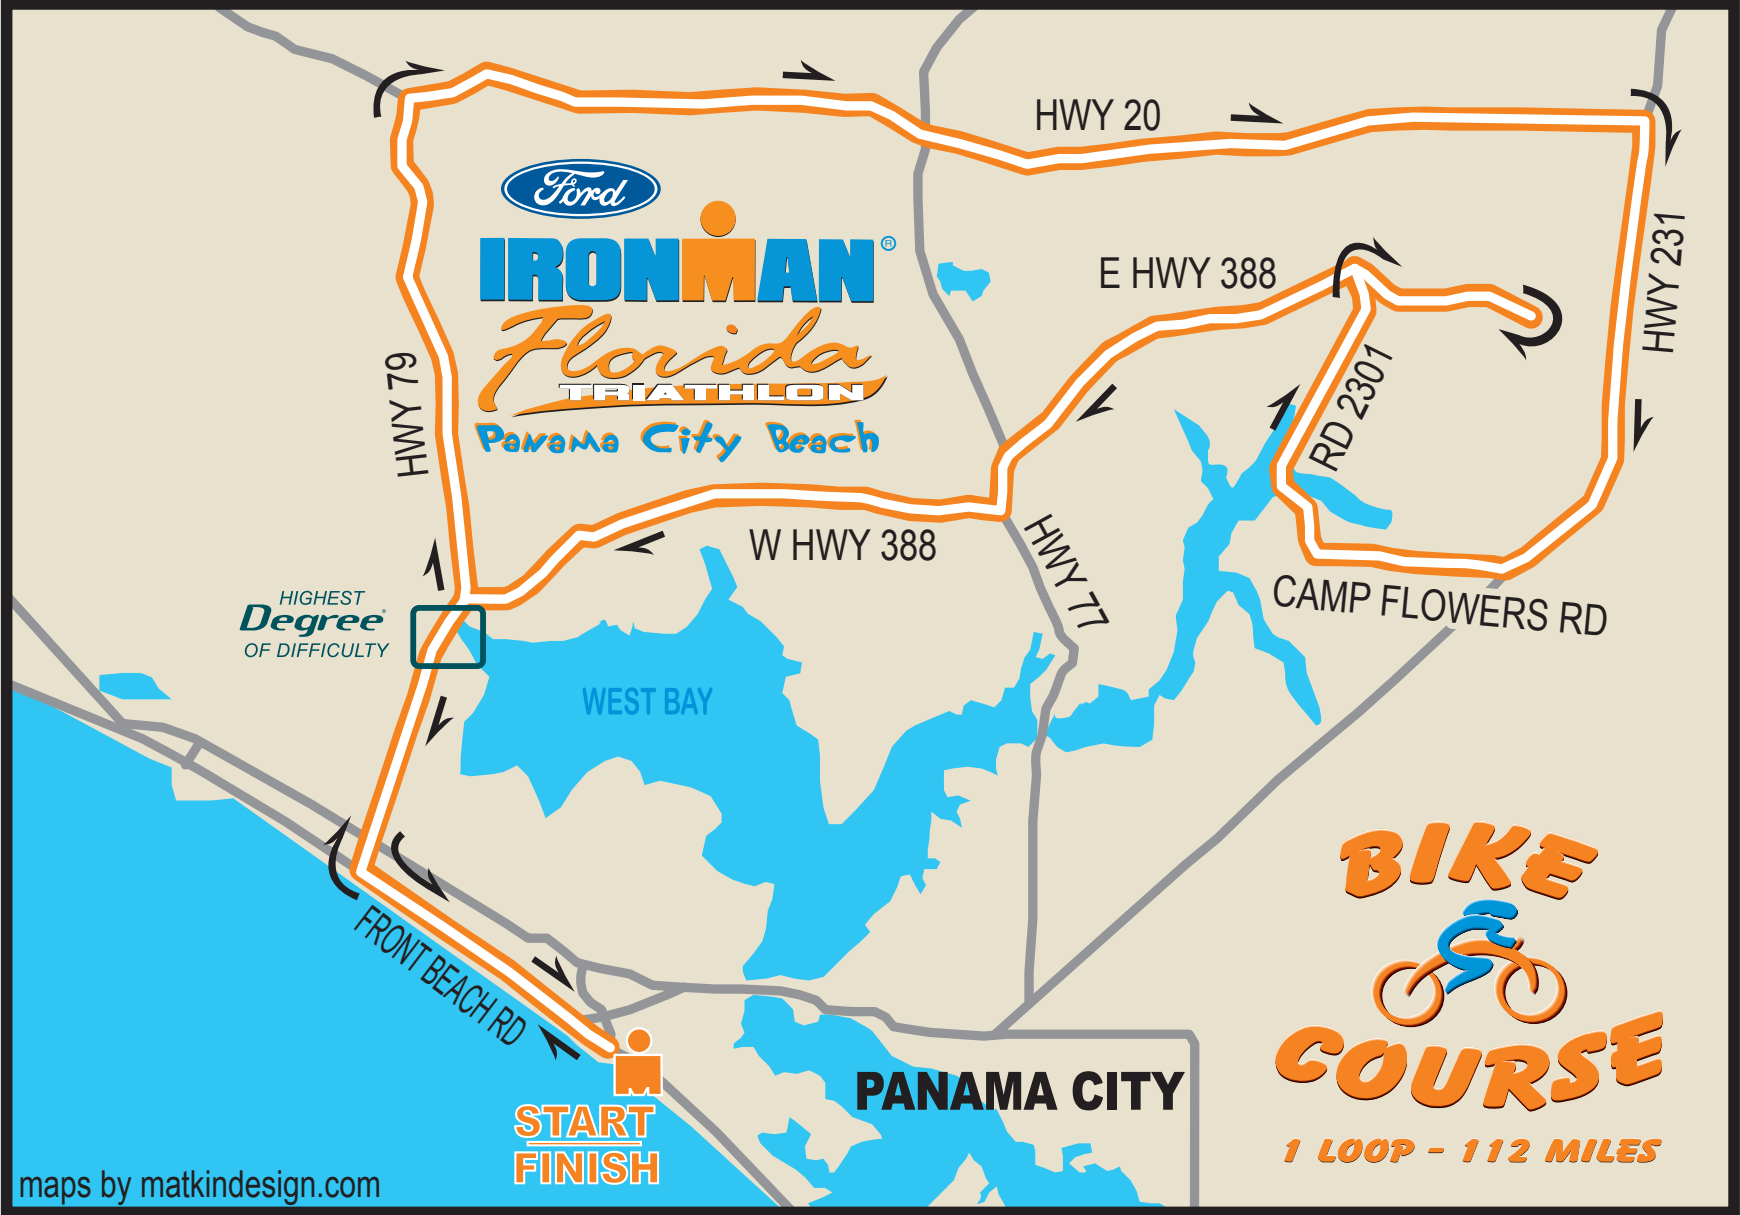 HWY 20
Ford
IRONMAN®
Florida
TRIATHLON
Panama City Beach
HWY 231
E HWY 388
HWY 79
RD 2301
W HWY 388
HWY 77
CAMP FLOWERS RD
HIGHEST
Degree®
OF DIFFICULTY
WEST BAY
BIKE
COURSE
1 LOOP - 112 MILES
FRONT BEACH RD
PANAMA CITY
START
FINISH
maps by matkindesign.com